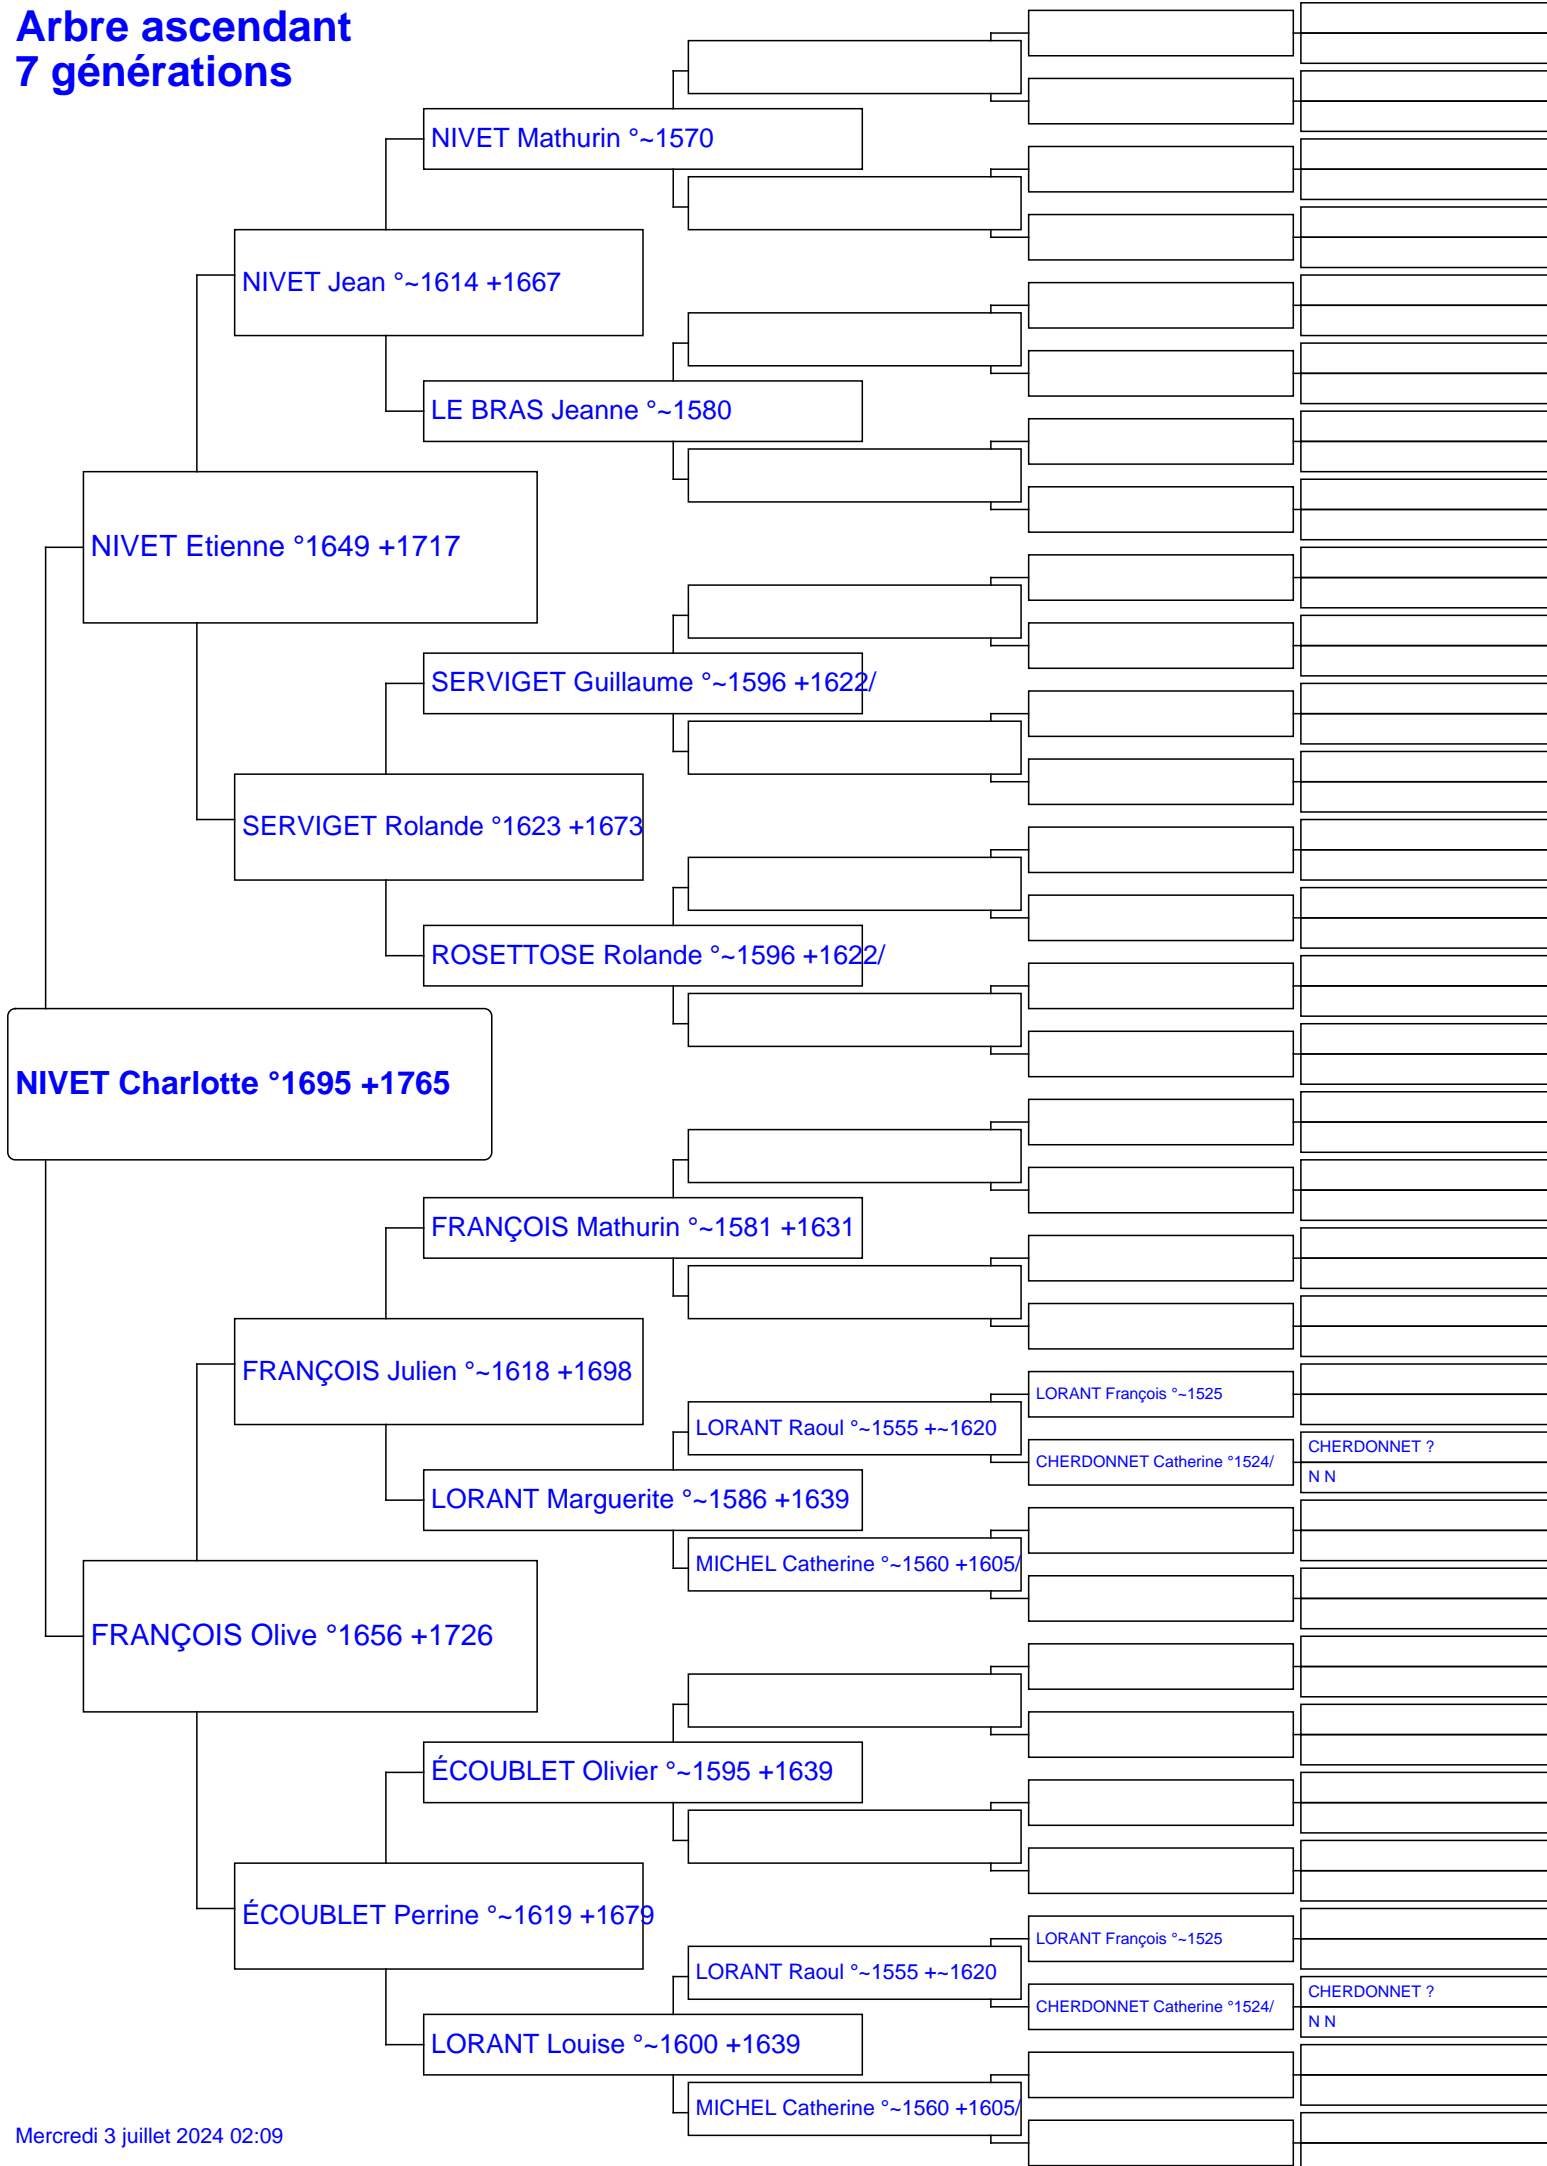 Arbre ascendant
7 générations
NIVET Mathurin °~1570
NIVET Jean °~1614 +1667
LE BRAS Jeanne °~1580
NIVET Etienne °1649 +1717
SERVIGET Guillaume °~1596 +1622/
SERVIGET Rolande °1623 +1673
ROSETTOSE Rolande °~1596 +1622/
NIVET Charlotte °1695 +1765
FRANÇOIS Mathurin °~1581 +1631
FRANÇOIS Julien °~1618 +1698
LORANT François °~1525
LORANT Raoul °~1555 +~1620
CHERDONNET ?
CHERDONNET Catherine °1524/
N N
LORANT Marguerite °~1586 +1639
MICHEL Catherine °~1560 +1605/
FRANÇOIS Olive °1656 +1726
ÉCOUBLET Olivier °~1595 +1639
ÉCOUBLET Perrine °~1619 +1679
LORANT François °~1525
LORANT Raoul °~1555 +~1620
CHERDONNET ?
CHERDONNET Catherine °1524/
N N
LORANT Louise °~1600 +1639
MICHEL Catherine °~1560 +1605/
Mercredi 3 juillet 2024 02:09